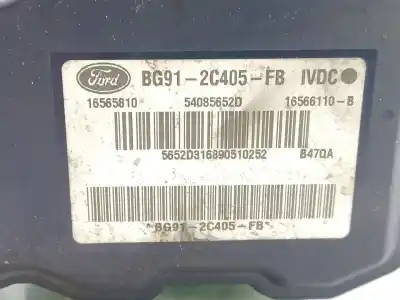 Ford BG91-2C405-FB IVDC
16565810 54085652D 16566110-B
5652D316890510252 B47QA
*BG91-2C405-FB*